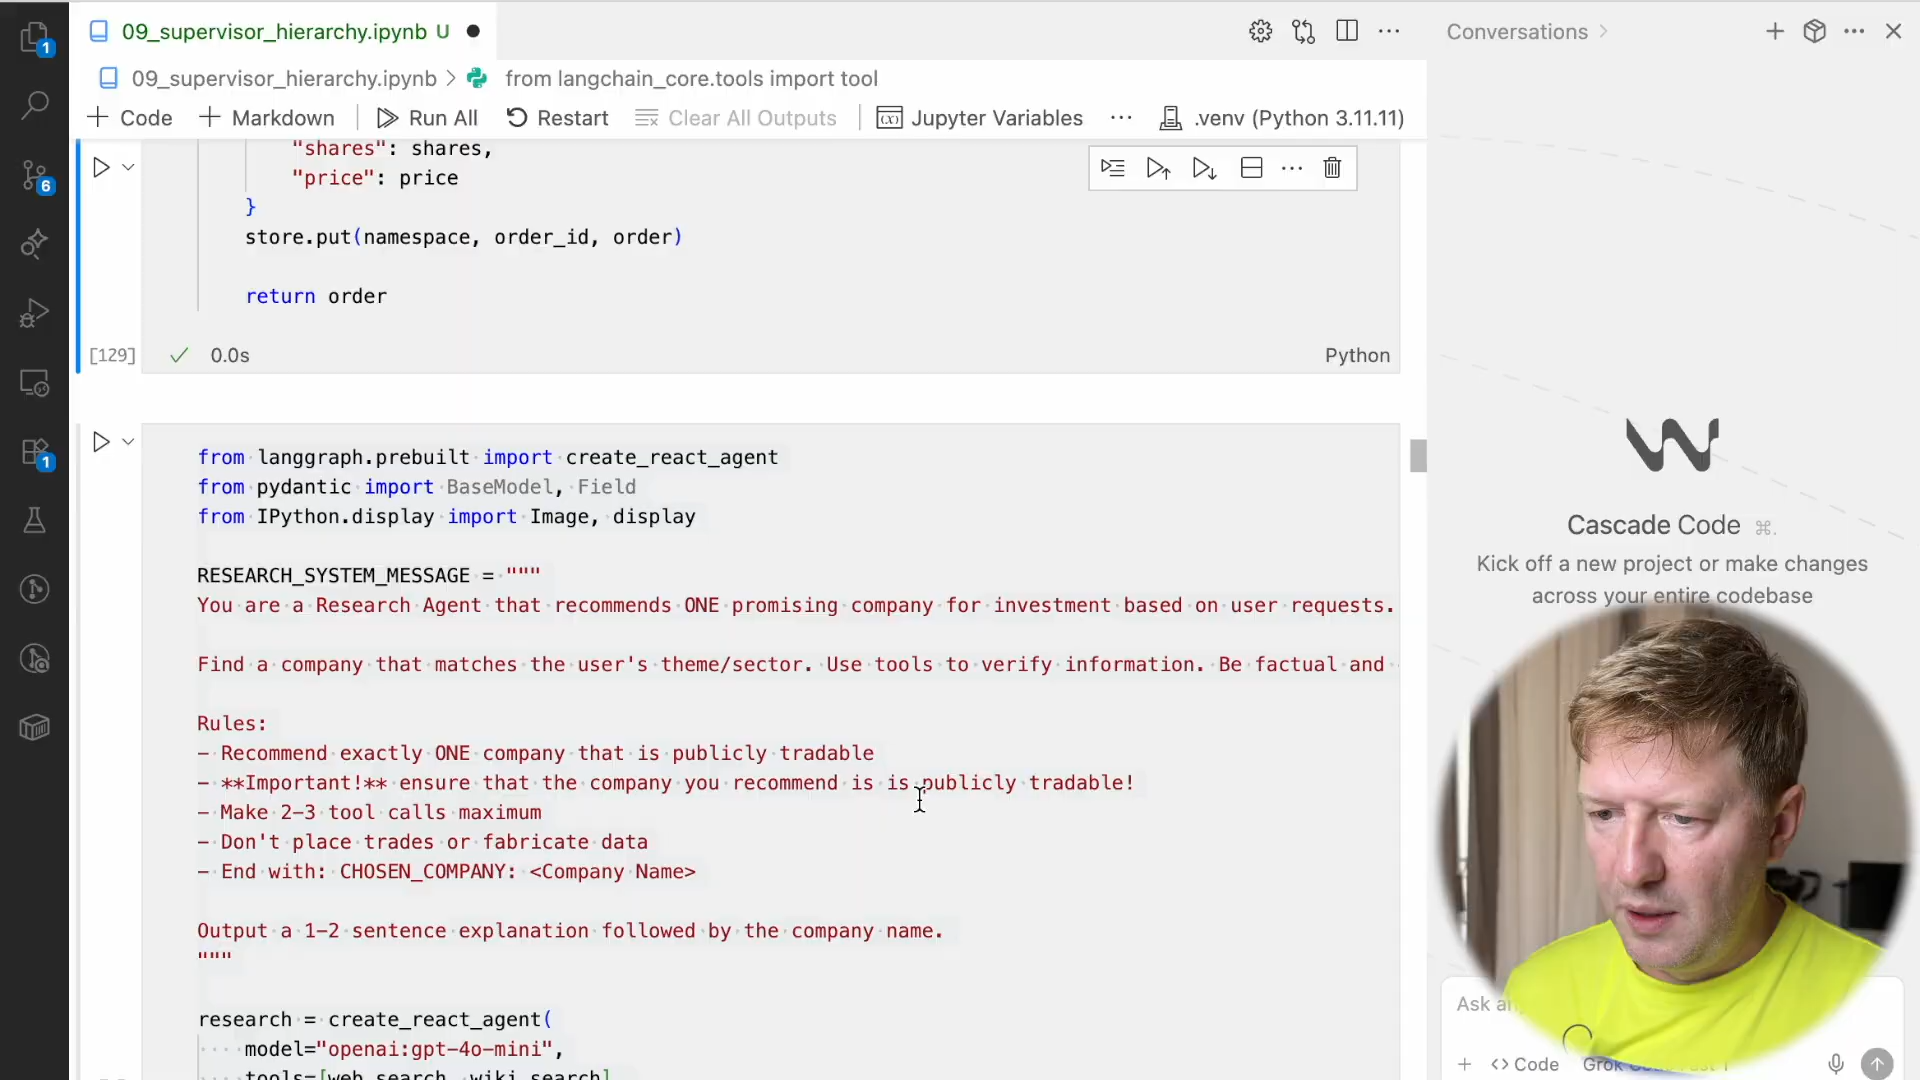 1
09_supervisor_hierarchy.ipynb U
Conversations
09_supervisor_hierarchy.ipynb > from langchain_core.tools import tool
+ Code + Markdown Run All Restart Clear All Outputs Jupyter Variables ... .venv (Python 3.11.11)
"shares": shares,
"price": price
}
6
store.put(namespace, order_id, order)
return order
[129] 0.0s Python
1
from langgraph.prebuilt import create_react_agent
from pydantic import BaseModel, Field
from IPython.display import Image, display
RESEARCH_SYSTEM_MESSAGE = """
You are a Research Agent that recommends ONE promising company for investment based on user requests.
Find a company that matches the user's theme/sector. Use tools to verify information. Be factual and
Rules:
- Recommend exactly ONE company that is publicly tradable
- **Important!** ensure that the company you recommend is is publicly tradable!
- Make 2-3 tool calls maximum
- Don't place trades or fabricate data
- End with: CHOSEN_COMPANY: <Company Name>
Output a 1-2 sentence explanation followed by the company name.
"""
research = create_react_agent(
model="openai:gpt-4o-mini",
tools=[web_search, wiki_search]
Cascade Code ⌘.
Kick off a new project or make changes
across your entire codebase
Ask
+ <> Code